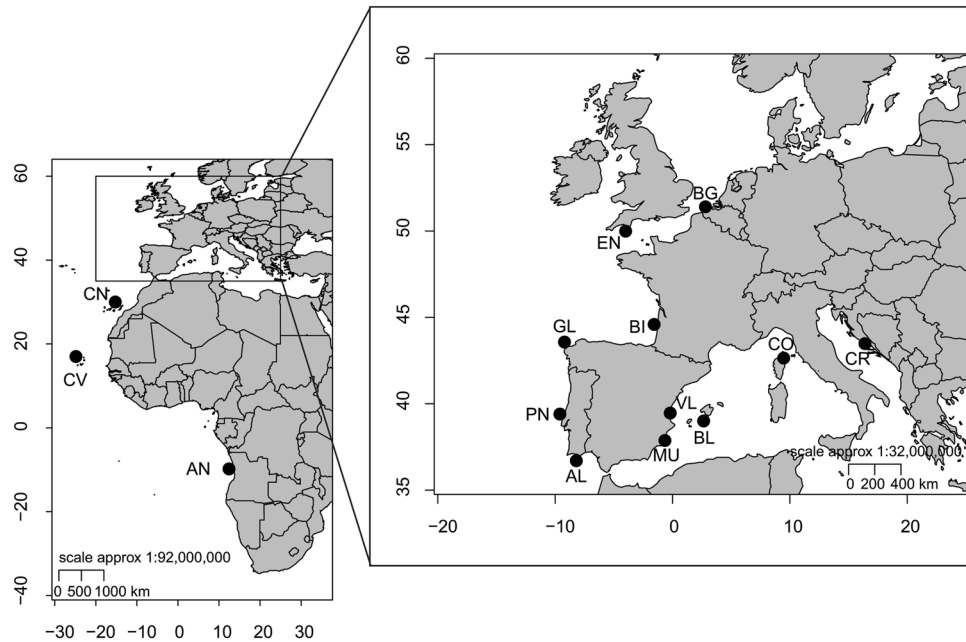 60
40
20
0
−20
−40
−30
−10
0
10
20
30
CN
CV
AN
scale approx 1:92,000,000
0 500 1000 km
60
55
50
45
40
35
−20
−10
0
10
20
BG
EN
BI
GL
CO
CR
PN
VL
BL
MU
AL
scale approx 1:32,000,000
0 200 400 km